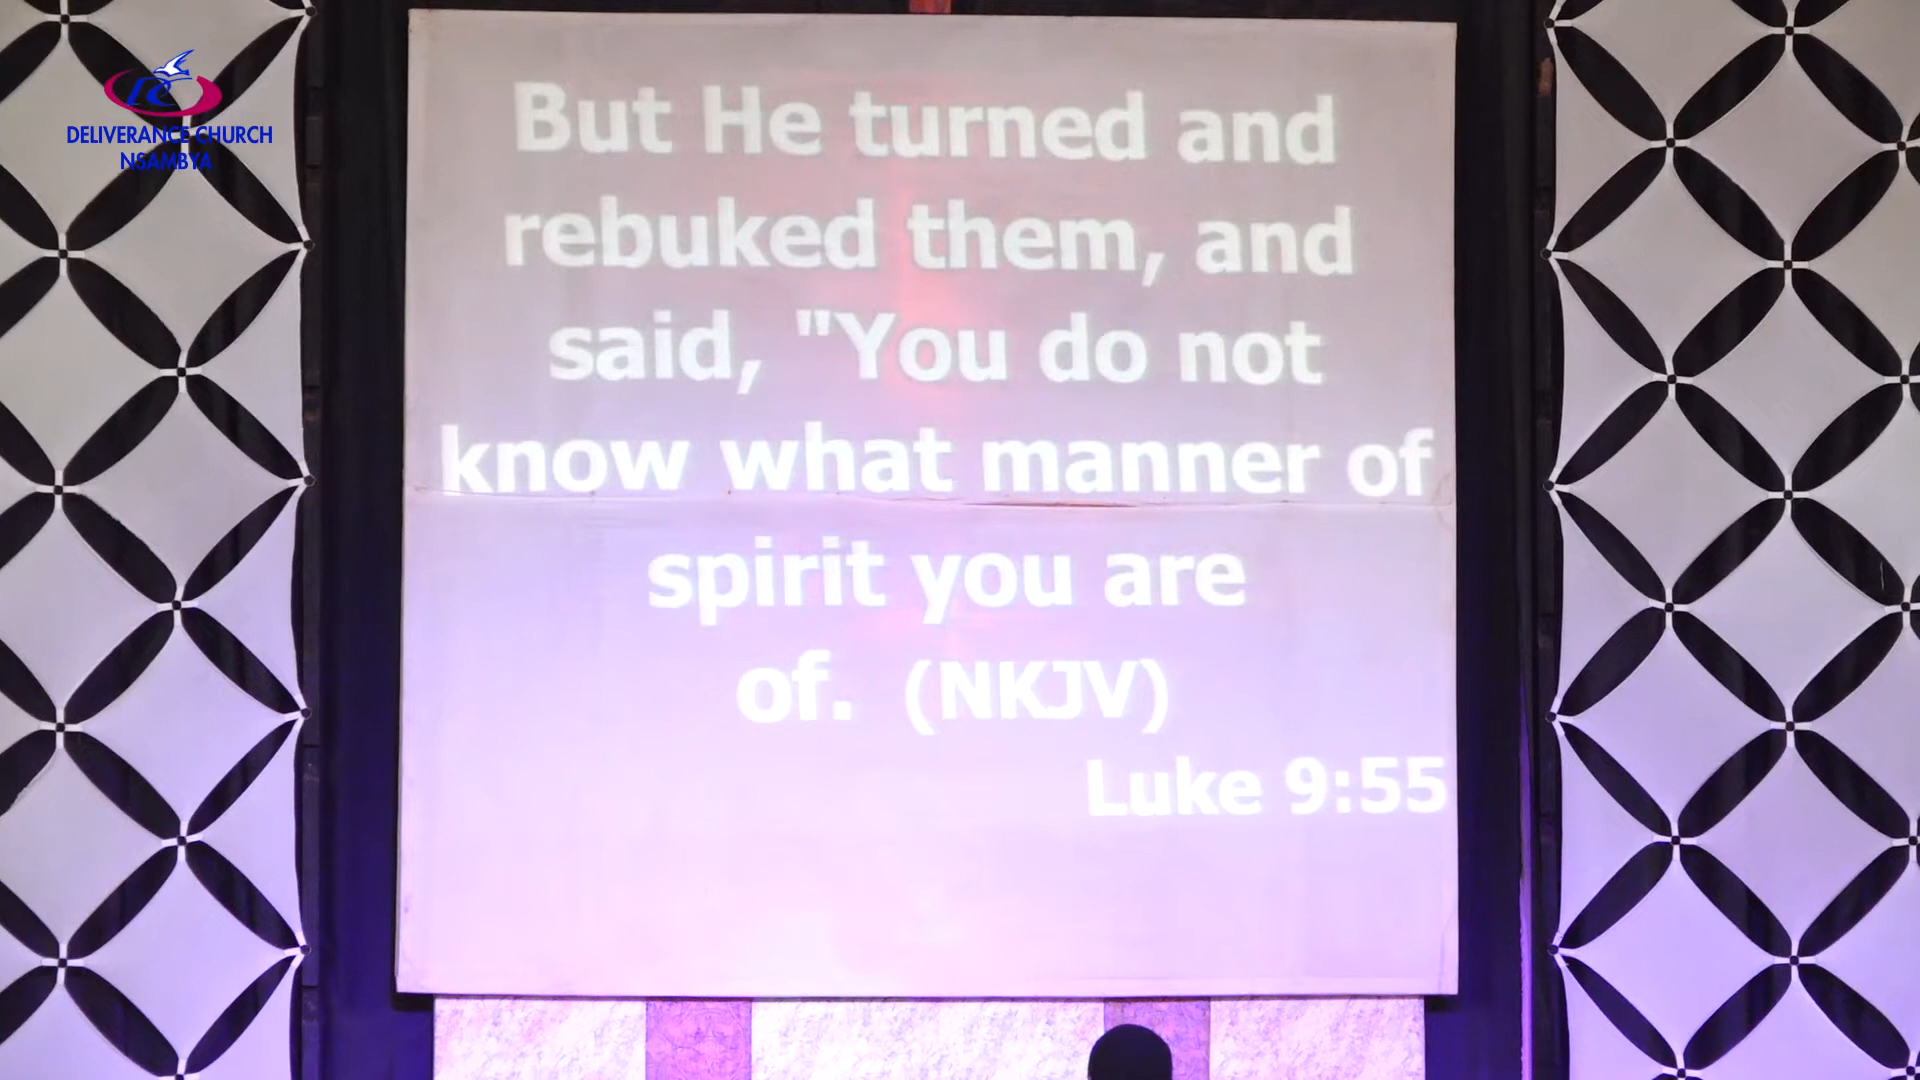 DELIVERANCE CHURCH
NSAMBYA
But He turned and
rebuked them, and
said, "You do not
know what manner of
spirit you are
of. (NKJV)
Luke 9:55